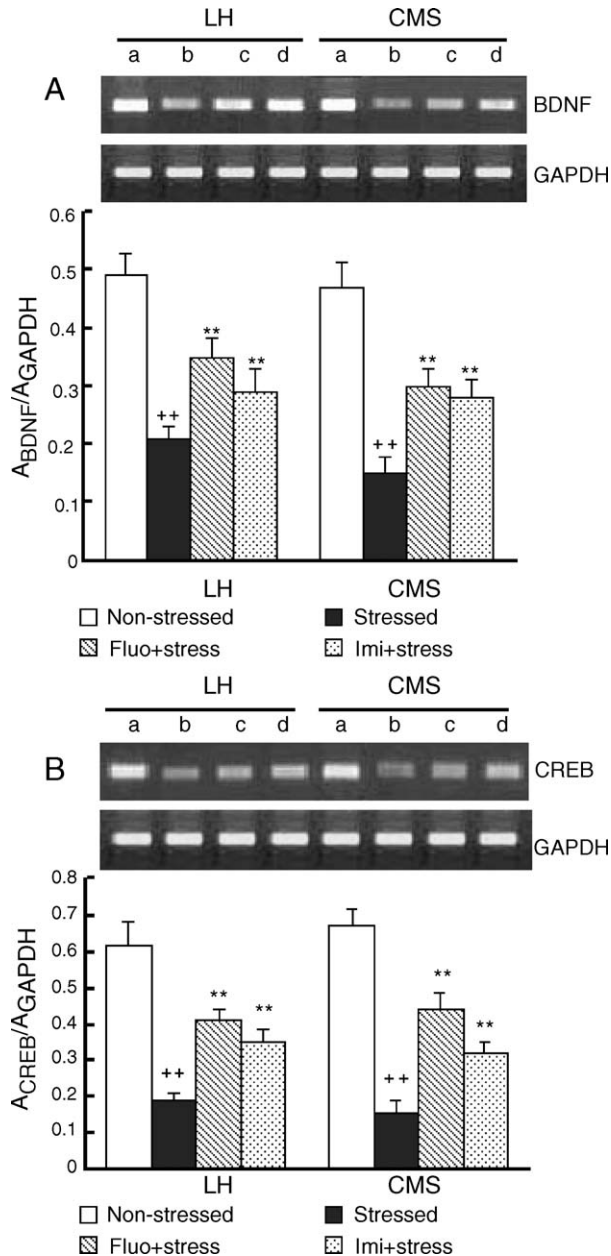 LH CMS
a b c d a b c d
A
BDNF
GAPDH
0.6
0.5
0.4
0.3
0.2
0.1
0
ABDNF/AGAPDH
++ ** ** ++ ** **
LH CMS
Non-stressed Stressed
Fluo+stress Imi+stress
LH CMS
a b c d a b c d
B
CREB
GAPDH
0.8
0.7
0.6
0.5
0.4
0.3
0.2
0.1
0
ACREB/AGAPDH
++ ** ** ++ ** **
LH CMS
Non-stressed Stressed
Fluo+stress Imi+stress